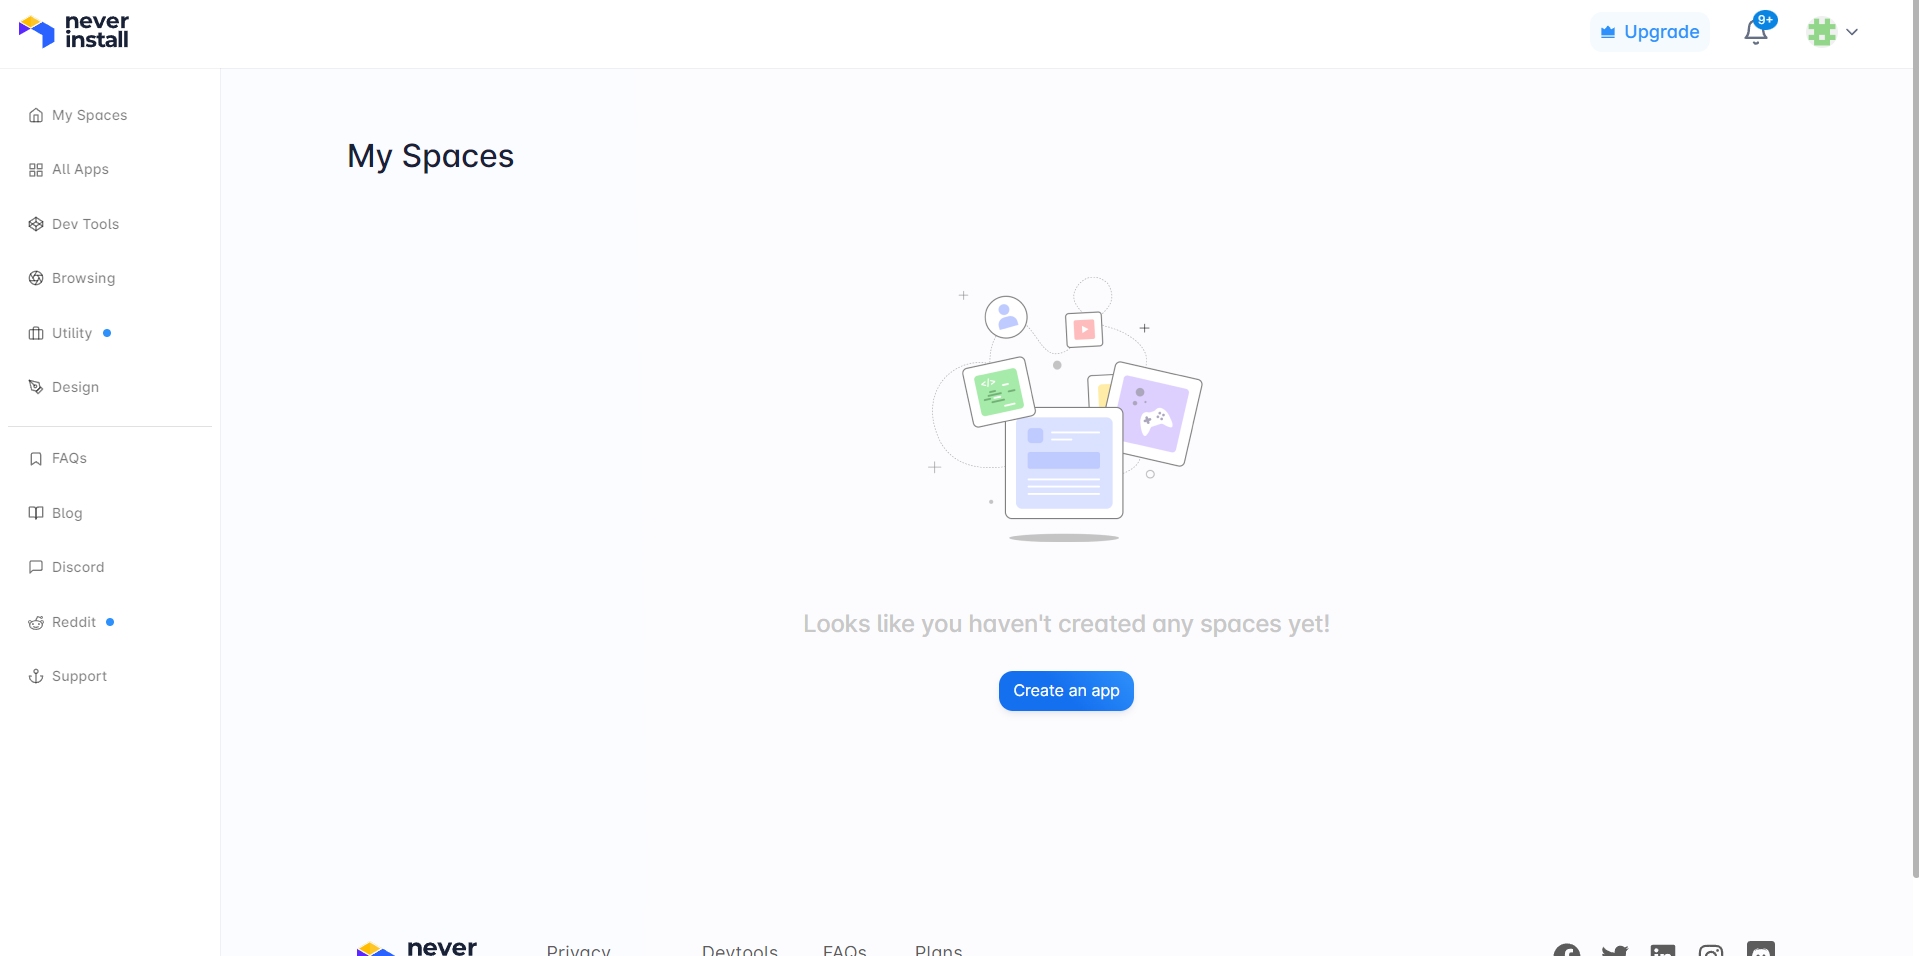 never
install
Upgrade
9+
My Spaces
All Apps
Dev Tools
Browsing
Utility
Design
FAQs
Blog
Discord
Reddit
Support
My Spaces
</>
Looks like you haven't created any spaces yet!
Create an app
never
Privacy
Devtools
FAQs
Plans
in